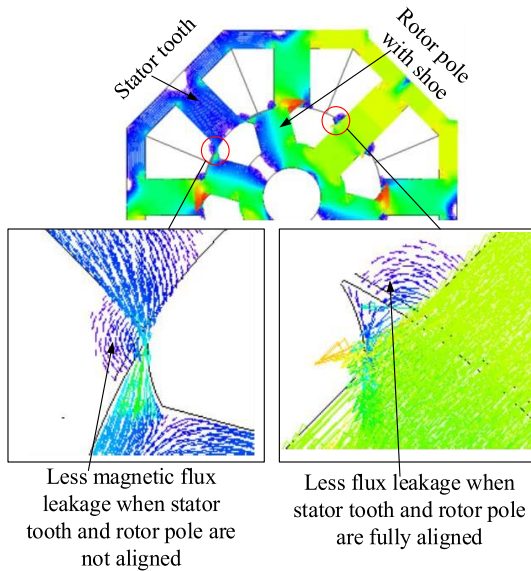 Stator tooth
Rotor pole
with shoe
Less magnetic flux
leakage when stator
tooth and rotor pole are
not aligned
Less flux leakage when
stator tooth and rotor pole
are fully aligned